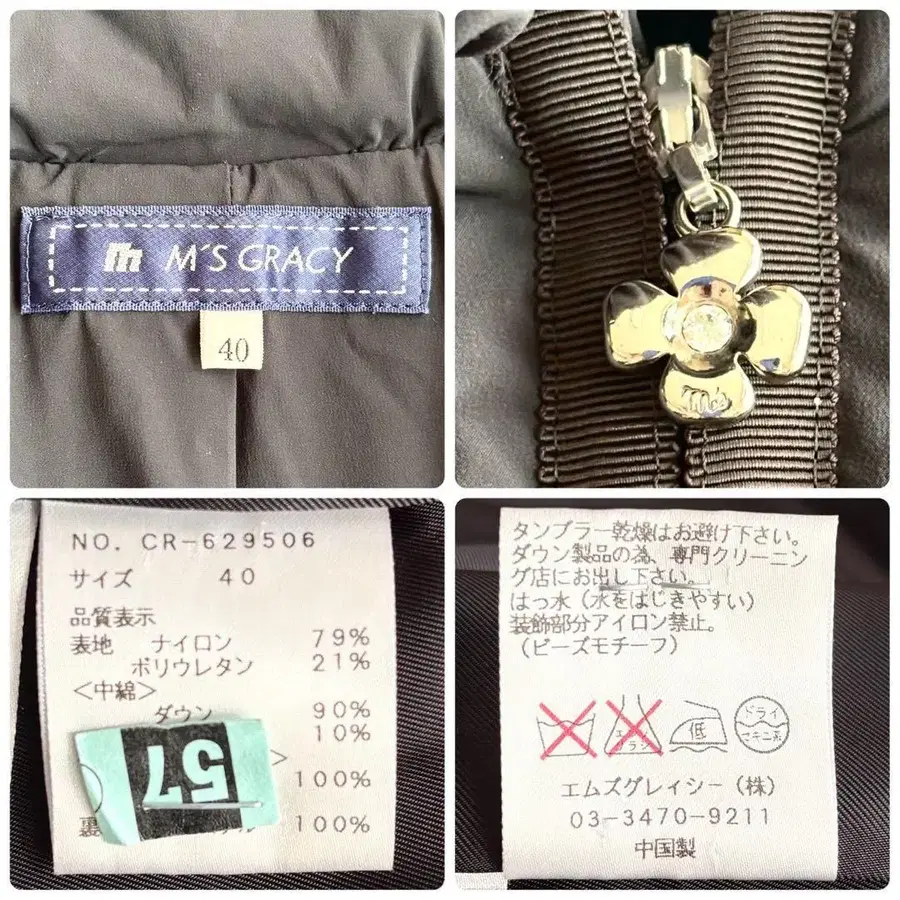 M'S GRACY
40
M's
NO. CR-629506
サイズ 40
品質表示
表地 ナイロン 79%
ポリウレタン 21%
<中綿>
ダウン 90%
10%
>
100%
裏 ル 100%
57
タンブラー乾燥はお避け下さい。
ダウン製品の為、専門クリーニン
グ店にお出し下さい。
はっ水（水をはじきやすい）
装飾部分アイロン禁止。
（ビーズモチーフ）
低
ドライ
エムズグレイシー（株）
03-3470-9211
中国製